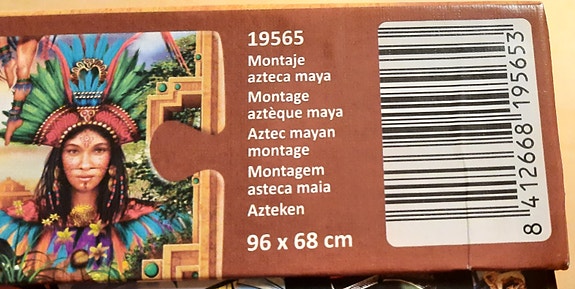 19565
Montaje
azteca maya
Montage
aztèque maya
Aztec mayan
montage
Montagem
asteca maia
Azteken
96 x 68 cm
8 412668 195653